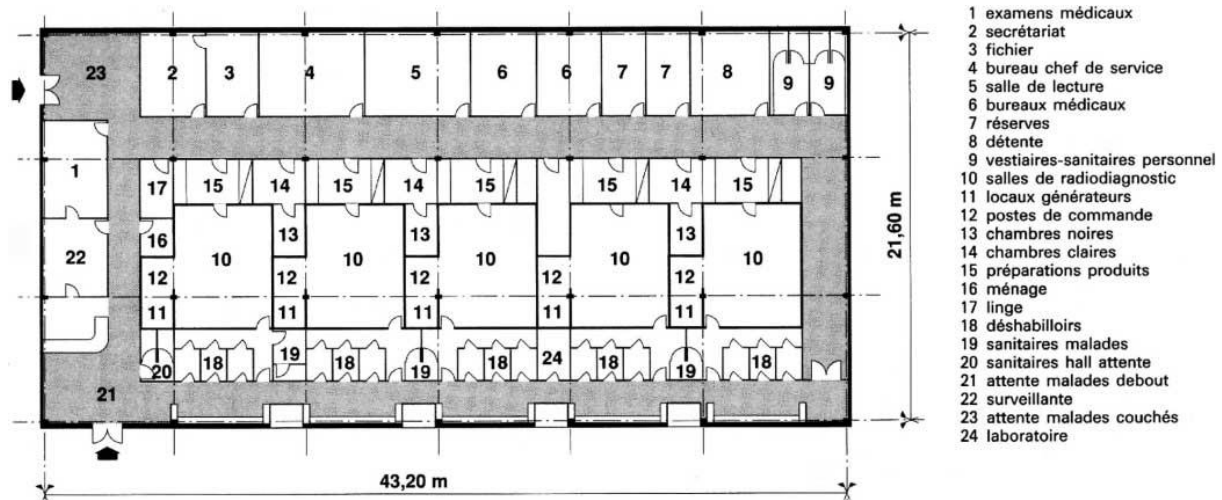 23 2 3 4 5 6 6 7 7 8 9 9
1 17 15 14 15 14 15 15 14 15
22 16 10 13 10 13 10 10 13 10
12 12 12 12 12
11 11 11 11 11
20 18 19 18 19 18 24 18 19 18
21
21,60 m
43,20 m
1 examens médicaux
2 secrétariat
3 fichier
4 bureau chef de service
5 salle de lecture
6 bureaux médicaux
7 réserves
8 détente
9 vestiaires-sanitaires personnel
10 salles de radiodiagnostic
11 locaux générateurs
12 postes de commande
13 chambres noires
14 chambres claires
15 préparations produits
16 ménage
17 linge
18 déshabilloirs
19 sanitaires malades
20 sanitaires hall attente
21 attente malades debout
22 surveillante
23 attente malades couchés
24 laboratoire